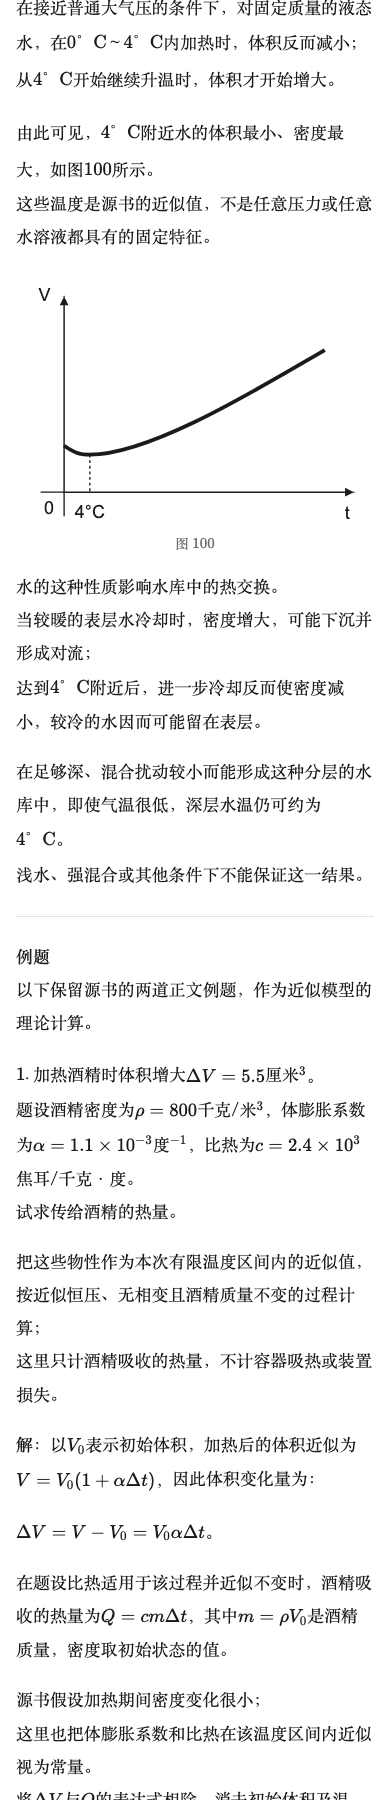 在接近普通大气压的条件下，对固定质量的液态
水，在0°C~4°C内加热时，体积反而减小；
从4°C开始继续升温时，体积才开始增大。
由此可见，4°C附近水的体积最小、密度最
大，如图100所示。
这些温度是源书的近似值，不是任意压力或任意
水溶液都具有的固定特征。
V
0 4°C t
图 100
水的这种性质影响水库中的热交换。
当较暖的表层水冷却时，密度增大，可能下沉并
形成对流；
达到4°C附近后，进一步冷却反而使密度减
小，较冷的水因而可能留在表层。
在足够深、混合扰动较小而能形成这种分层的水
库中，即使气温很低，深层水温仍可约为
4°C。
浅水、强混合或其他条件下不能保证这一结果。
例题
以下保留源书的两道正文例题，作为近似模型的
理论计算。
1. 加热酒精时体积增大ΔV = 5.5厘米³。
题设酒精密度为ρ = 800千克/米³，体膨胀系数
为α = 1.1 × 10⁻³度⁻¹，比热为c = 2.4 × 10³
焦耳/千克 · 度。
试求传给酒精的热量。
把这些物性作为本次有限温度区间内的近似值，
按近似恒压、无相变且酒精质量不变的过程计
算；
这里只计酒精吸收的热量，不计容器吸热或装置
损失。
解：以V₀表示初始体积，加热后的体积近似为
V = V₀(1 + αΔt)，因此体积变化量为：
ΔV = V − V₀ = V₀αΔt。
在题设比热适用于该过程并近似不变时，酒精吸
收的热量为Q = cmΔt，其中m = ρV₀是酒精
质量，密度取初始状态的值。
源书假设加热期间密度变化很小；
这里也把体膨胀系数和比热在该温度区间内近似
视为常量。
将ΔV与Q的表达式相除，消去初始体积及温